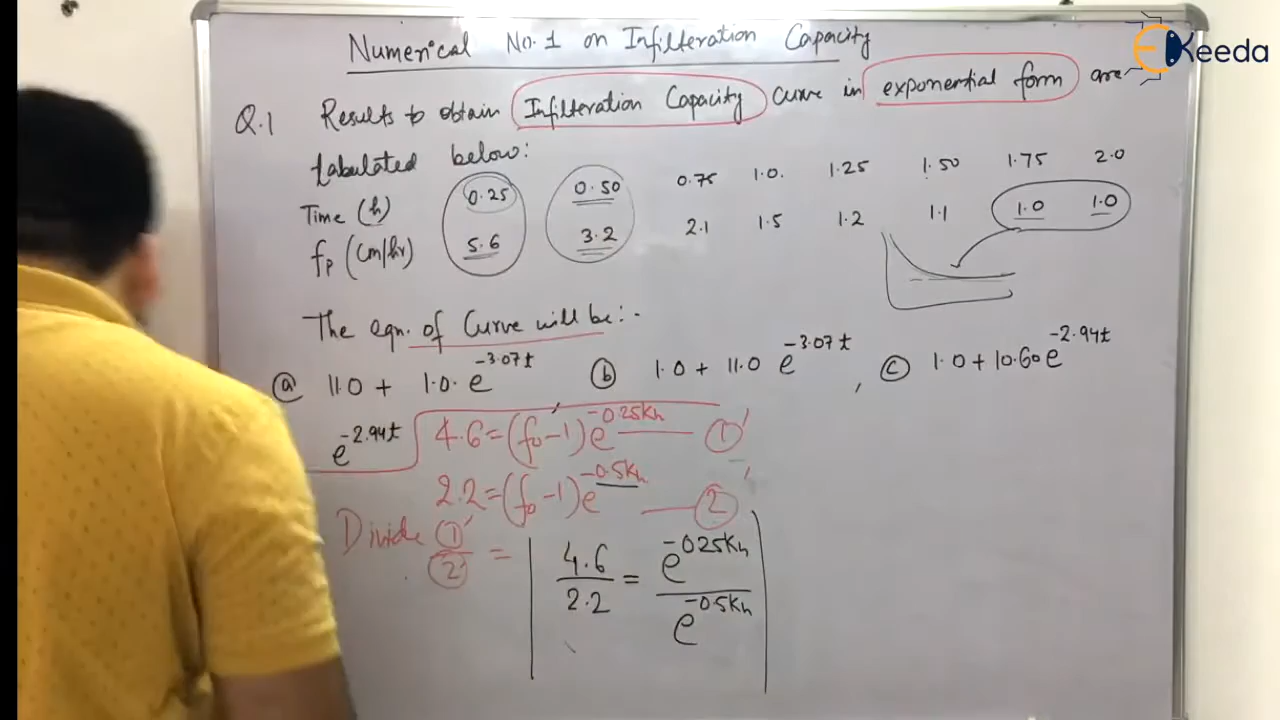 Numerical No. 1 on Infilteration Capacity
EKeeda
Q.1 Results to obtain Infilteration Capacity curve in exponential form are
tabulated below:
Time (h) 0.25 0.50 0.75 1.0. 1.25 1.50 1.75 2.0
fp (cm/hr) 5.6 3.2 2.1 1.5 1.2 1.1 1.0 1.0
The eqn. of Curve will be:-
(a) 11.0 + 1.0. e^-3.07t (b) 1.0 + 11.0 e^-3.07t , (c) 1.0 + 10.60 e^-2.94t
e^-2.94t
4.6 = (f0-1) e^-0.25Kh —— (1)'
2.2 = (f0-1) e^-0.5Kh —— (2)'
Divide (1)'/(2)' = 4.6/2.2 = e^-0.25Kh/e^-0.5Kh